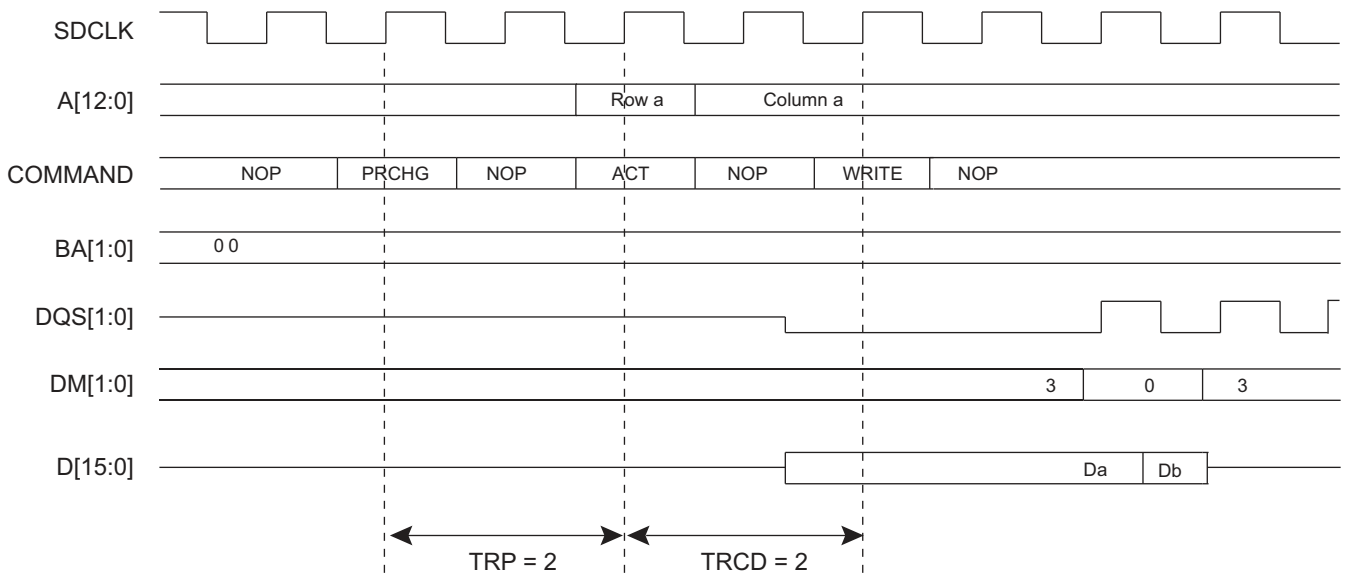 SDCLK
A[12:0] Row a Column a
COMMAND NOP PRCHG NOP ACT NOP WRITE NOP
BA[1:0] 0 0
DQS[1:0]
DM[1:0] 3 0 3
D[15:0] Da Db
TRP = 2 TRCD = 2